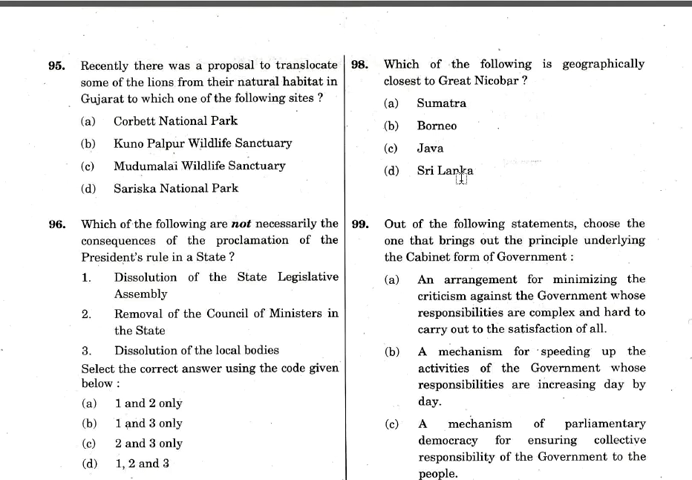 95. Recently there was a proposal to translocate
some of the lions from their natural habitat in
Gujarat to which one of the following sites ?
(a) Corbett National Park
(b) Kuno Palpur Wildlife Sanctuary
(c) Mudumalai Wildlife Sanctuary
(d) Sariska National Park
96. Which of the following are not necessarily the
consequences of the proclamation of the
President's rule in a State ?
1. Dissolution of the State Legislative
Assembly
2. Removal of the Council of Ministers in
the State
3. Dissolution of the local bodies
Select the correct answer using the code given
below :
(a) 1 and 2 only
(b) 1 and 3 only
(c) 2 and 3 only
(d) 1, 2 and 3
98. Which of the following is geographically
closest to Great Nicobar ?
(a) Sumatra
(b) Borneo
(c) Java
(d) Sri Lanka
99. Out of the following statements, choose the
one that brings out the principle underlying
the Cabinet form of Government :
(a) An arrangement for minimizing the
criticism against the Government whose
responsibilities are complex and hard to
carry out to the satisfaction of all.
(b) A mechanism for speeding up the
activities of the Government whose
responsibilities are increasing day by
day.
(c) A mechanism of parliamentary
democracy for ensuring collective
responsibility of the Government to the
people.